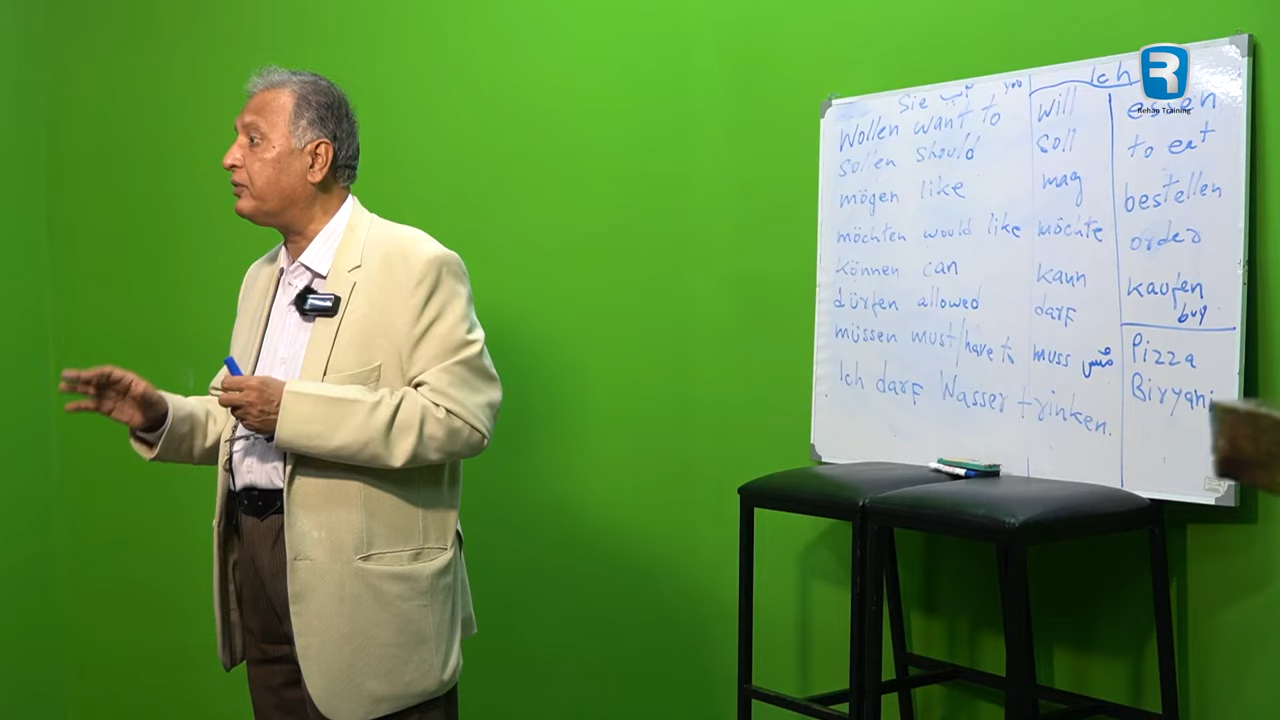 Sie آپ you Ich
Wollen want to will essen
sollen should soll to eat
mögen like mag bestellen
möchten would like möchte order
können can kann kaufen
dürfen allowed darf buy
müssen must/have to muss مُس Pizza
Ich darf Wasser trinken. Biryani
R
Rehan Training